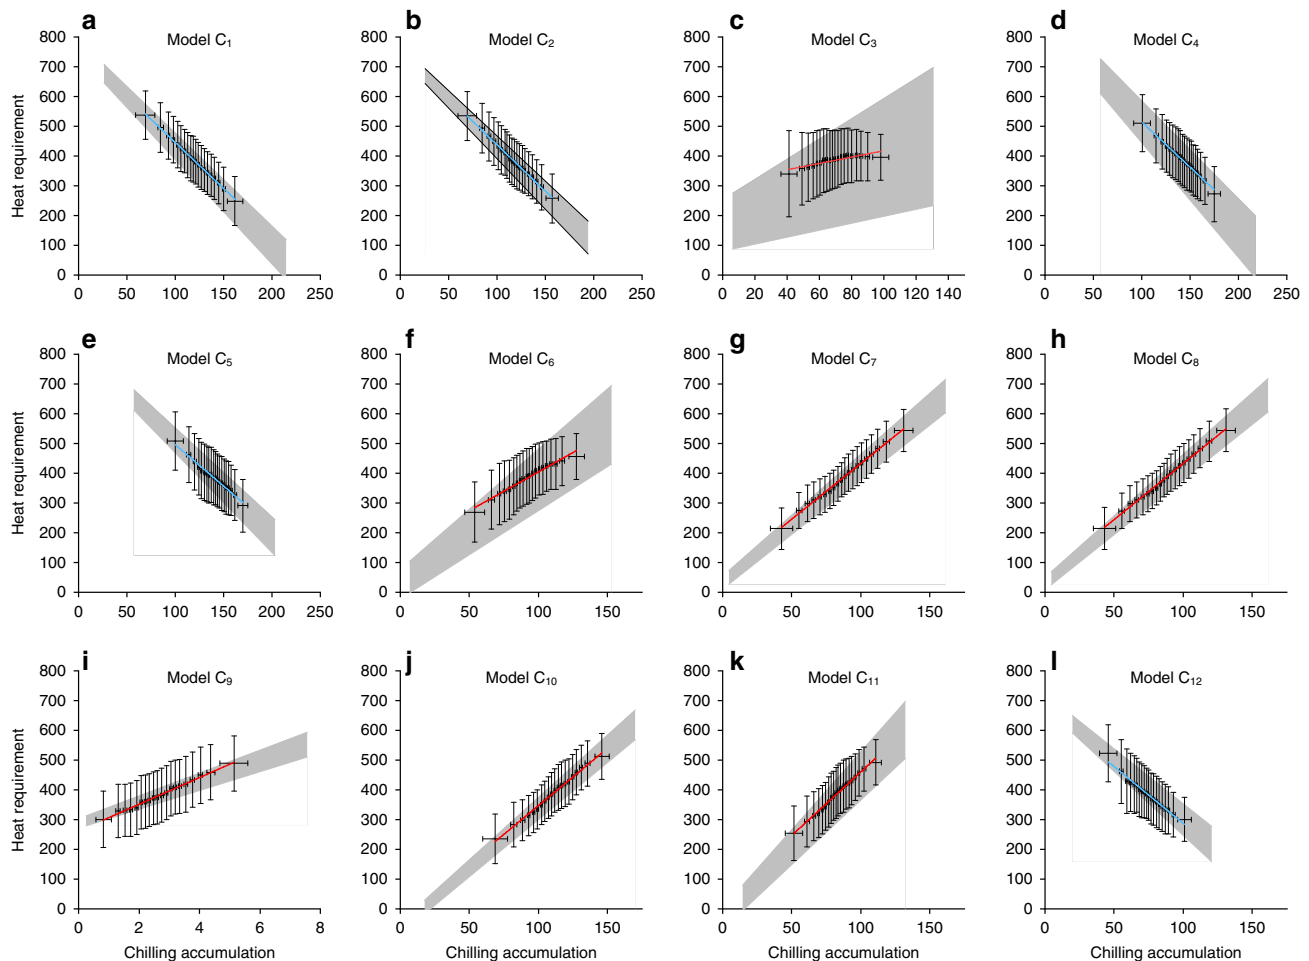 a
b
c
d
Model C1
Model C2
Model C3
Model C4
Heat requirement
800
700
600
500
400
300
200
100
0
0 50 100 150 200 250
800
700
600
500
400
300
200
100
0
0 50 100 150 200 250
800
700
600
500
400
300
200
100
0
0 20 40 60 80 100 120 140
800
700
600
500
400
300
200
100
0
0 50 100 150 200 250
e
f
g
h
Model C5
Model C6
Model C7
Model C8
Heat requirement
800
700
600
500
400
300
200
100
0
0 50 100 150 200 250
800
700
600
500
400
300
200
100
0
0 50 100 150
800
700
600
500
400
300
200
100
0
0 50 100 150
800
700
600
500
400
300
200
100
0
0 50 100 150
i
j
k
l
Model C9
Model C10
Model C11
Model C12
Heat requirement
800
700
600
500
400
300
200
100
0
0 2 4 6 8
Chilling accumulation
800
700
600
500
400
300
200
100
0
0 50 100 150
Chilling accumulation
800
700
600
500
400
300
200
100
0
0 50 100 150
Chilling accumulation
800
700
600
500
400
300
200
100
0
0 50 100 150
Chilling accumulation